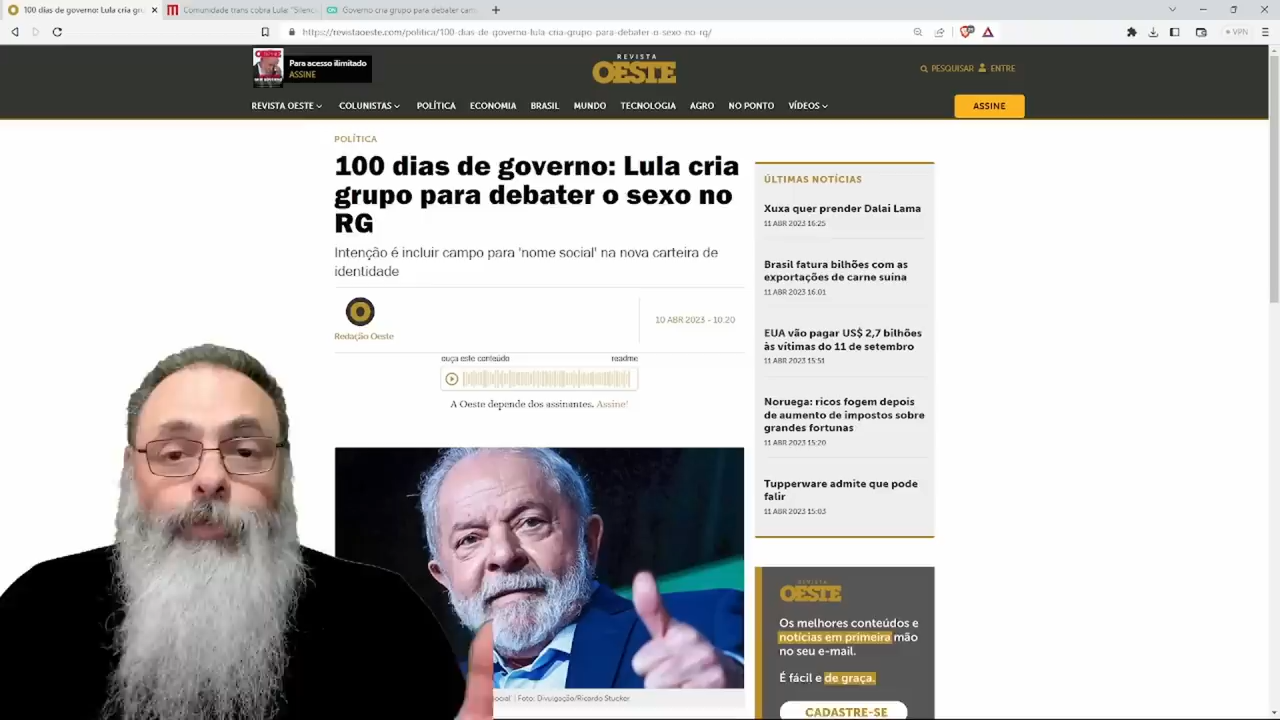 100 dias de governo: Lula cria gru
Comunidade trans cobra Lula: "Silenc
Governo cria grupo para debater cam
https://revistaoeste.com/politica/100-dias-de-governo-lula-cria-grupo-para-debater-o-sexo-no-rg/
VPN
OESTE
Para acesso ilimitado
ASSINE
REVISTA
OESTE
PESQUISAR
ENTRE
REVISTA OESTE
COLUNISTAS
POLÍTICA
ECONOMIA
BRASIL
MUNDO
TECNOLOGIA
AGRO
NO PONTO
VÍDEOS
ASSINE
POLÍTICA
100 dias de governo: Lula cria
grupo para debater o sexo no
RG
Intenção é incluir campo para 'nome social' na nova carteira de
identidade
Redação Oeste
10 ABR 2023 - 10:20
ouça este conteúdo
readme
A Oeste depende dos assinantes. Assine!
social' | Foto: Divulgação/Ricardo Stucker
ÚLTIMAS NOTÍCIAS
Xuxa quer prender Dalai Lama
11 ABR 2023 16:25
Brasil fatura bilhões com as
exportações de carne suína
11 ABR 2023 16:01
EUA vão pagar US$ 2,7 bilhões
às vítimas do 11 de setembro
11 ABR 2023 15:51
Noruega: ricos fogem depois
de aumento de impostos sobre
grandes fortunas
11 ABR 2023 15:20
Tupperware admite que pode
falir
11 ABR 2023 15:03
REVISTA
OESTE
Os melhores conteúdos e
notícias em primeira mão
no seu e-mail.
É fácil e de graça.
CADASTRE-SE